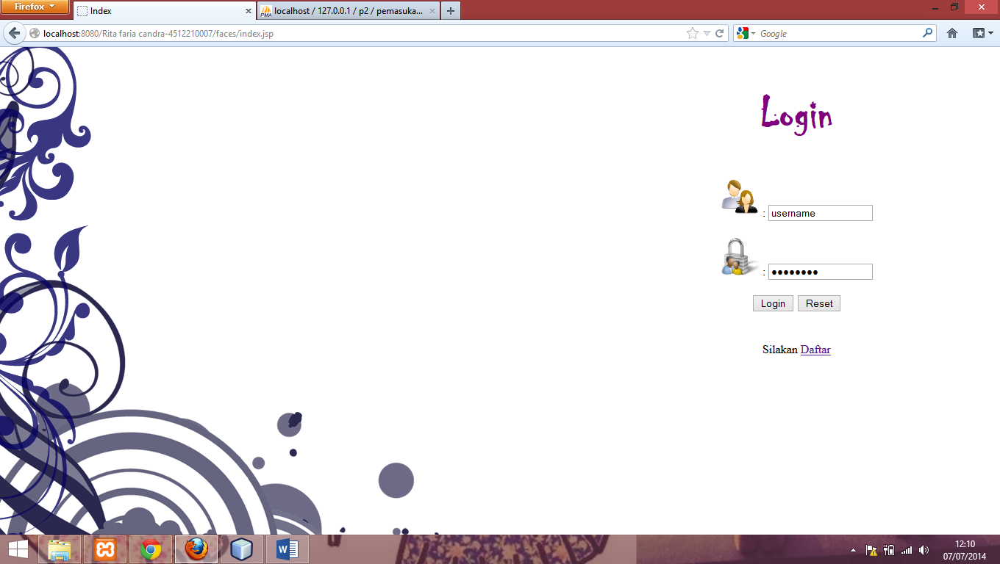 Firefox
Index
localhost / 127.0.0.1 / p2 / pemasuka...
localhost:8080/Rita faria candra-4512210007/faces/index.jsp
Google
Login
: username
: ●●●●●●●●
Login Reset
Silakan Daftar
12:10
07/07/2014